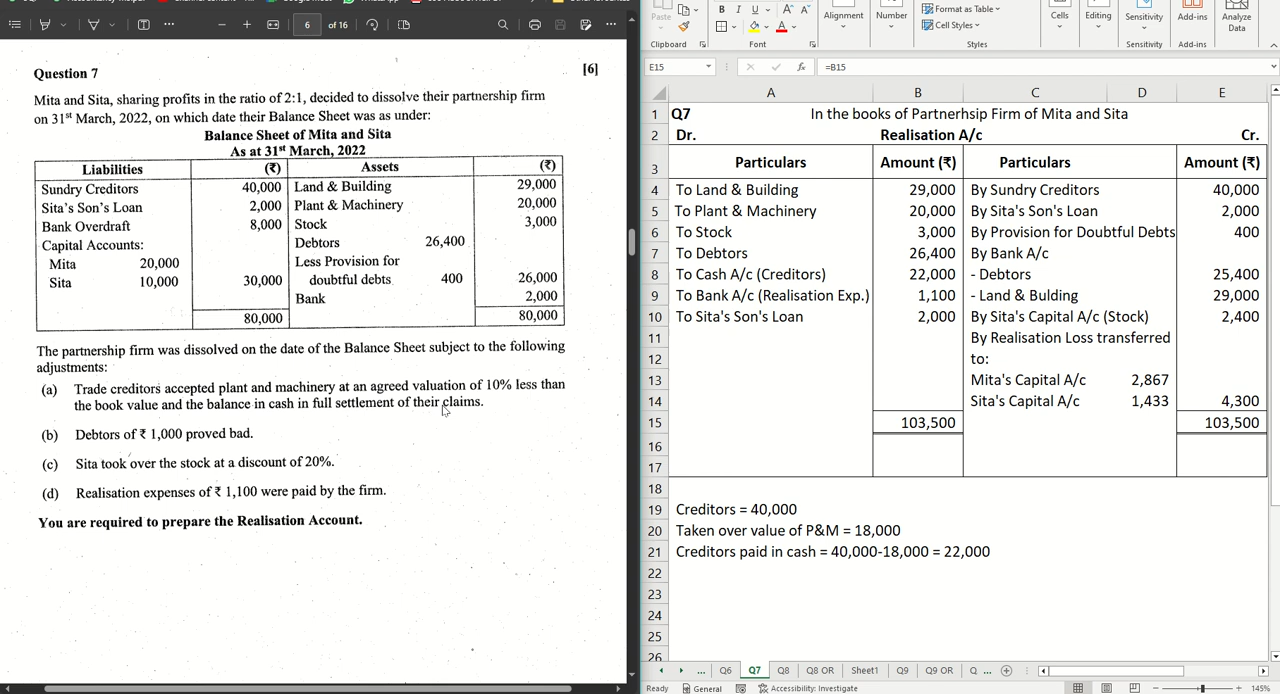 6 of 16
Question 7 [6]
Mita and Sita, sharing profits in the ratio of 2:1, decided to dissolve their partnership firm
on 31st March, 2022, on which date their Balance Sheet was as under:
Balance Sheet of Mita and Sita
As at 31st March, 2022
Liabilities (₹) Assets (₹)
Sundry Creditors 40,000 Land & Building 29,000
Sita's Son's Loan 2,000 Plant & Machinery 20,000
Bank Overdraft 8,000 Stock 3,000
Capital Accounts: Debtors 26,400
Mita 20,000 Less Provision for
Sita 10,000 30,000 doubtful debts 400 26,000
Bank 2,000
80,000 80,000
The partnership firm was dissolved on the date of the Balance Sheet subject to the following
adjustments:
(a) Trade creditors accepted plant and machinery at an agreed valuation of 10% less than
the book value and the balance in cash in full settlement of their claims.
(b) Debtors of ₹ 1,000 proved bad.
(c) Sita took over the stock at a discount of 20%.
(d) Realisation expenses of ₹ 1,100 were paid by the firm.
You are required to prepare the Realisation Account.
Paste B I U A A Alignment Number Format as Table Cell Styles Cells Editing Sensitivity Add-ins Analyze Data
Clipboard Font Styles Sensitivity Add-ins
E15 fx =B15
A B C D E
1 Q7 In the books of Partnerhsip Firm of Mita and Sita
2 Dr. Realisation A/c Cr.
3 Particulars Amount (₹) Particulars Amount (₹)
4 To Land & Building 29,000 By Sundry Creditors 40,000
5 To Plant & Machinery 20,000 By Sita's Son's Loan 2,000
6 To Stock 3,000 By Provision for Doubtful Debts 400
7 To Debtors 26,400 By Bank A/c
8 To Cash A/c (Creditors) 22,000 - Debtors 25,400
9 To Bank A/c (Realisation Exp.) 1,100 - Land & Bulding 29,000
10 To Sita's Son's Loan 2,000 By Sita's Capital A/c (Stock) 2,400
11 By Realisation Loss transferred
12 to:
13 Mita's Capital A/c 2,867
14 Sita's Capital A/c 1,433 4,300
15 103,500 103,500
16
17
18
19 Creditors = 40,000
20 Taken over value of P&M = 18,000
21 Creditors paid in cash = 40,000-18,000 = 22,000
22
23
24
25
26
... Q6 Q7 Q8 Q8 OR Sheet1 Q9 Q9 OR Q ...
Ready General Accessibility: Investigate 145%